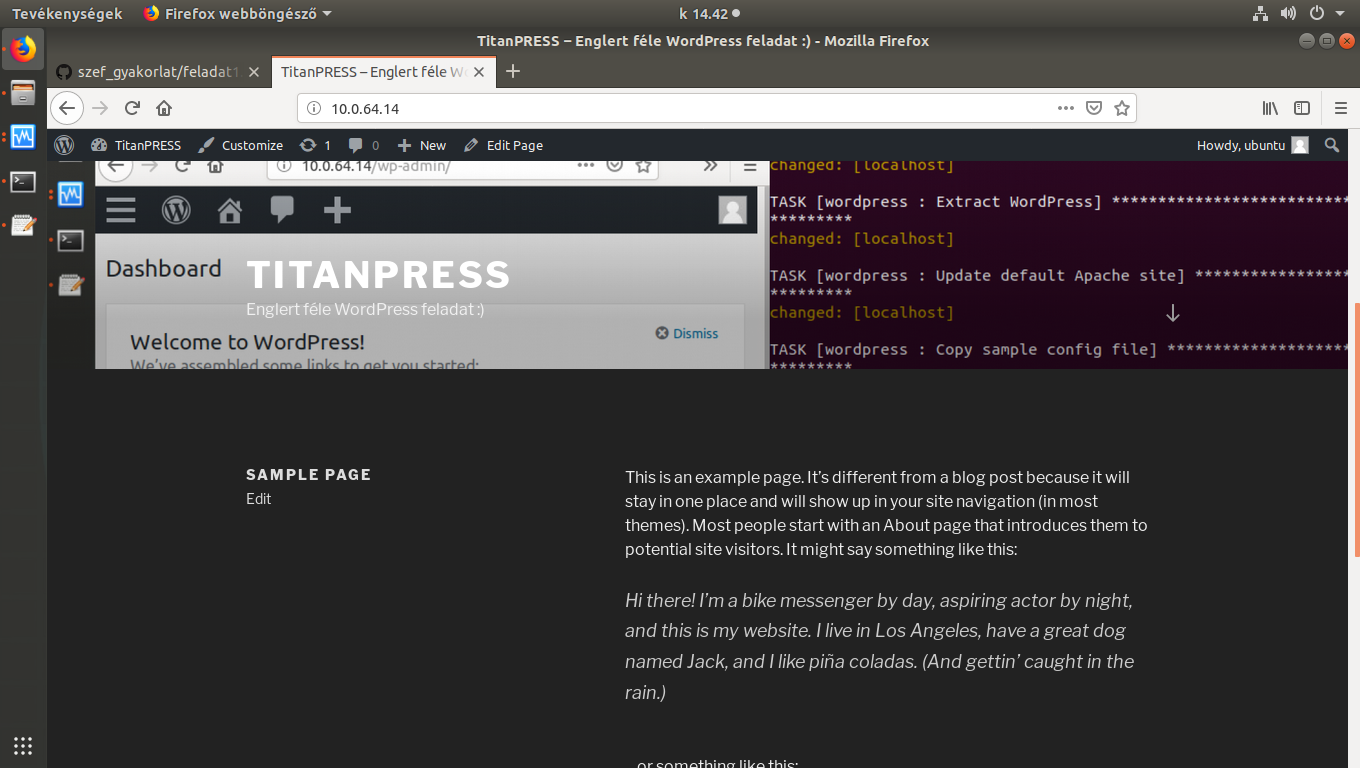 Tevékenységek Firefox webböngésző k 14.42
TitanPRESS – Englert féle WordPress feladat :) - Mozilla Firefox
szef_gyakorlat/feladat1 TitanPRESS – Englert féle Wo
10.0.64.14
TitanPRESS Customize 1 0 New Edit Page Howdy, ubuntu
10.0.64.14/wp-admin/
changed: [localhost]
TASK [wordpress : Extract WordPress] *****************************
*********
changed: [localhost]
Dashboard
TITANPRESS
Englert féle WordPress feladat :)
TASK [wordpress : Update default Apache site] *******************
*********
changed: [localhost]
Welcome to WordPress!
Dismiss
We've assembled some links to get you started:
TASK [wordpress : Copy sample config file] **********************
*********
SAMPLE PAGE
Edit
This is an example page. It's different from a blog post because it will
stay in one place and will show up in your site navigation (in most
themes). Most people start with an About page that introduces them to
potential site visitors. It might say something like this:
Hi there! I'm a bike messenger by day, aspiring actor by night,
and this is my website. I live in Los Angeles, have a great dog
named Jack, and I like piña coladas. (And gettin' caught in the
rain.)
or something like this: